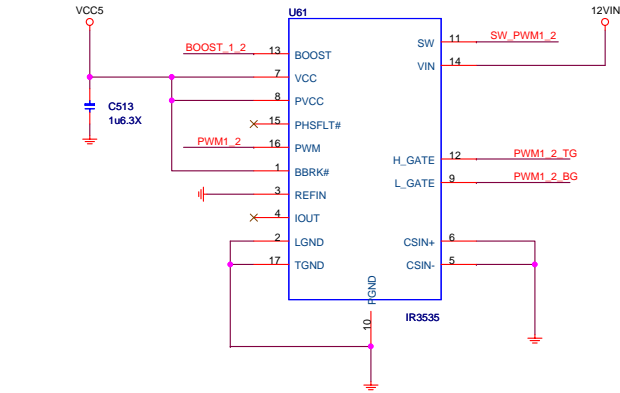 VCC5
U61
12VIN
BOOST_1_2
13
BOOST
SW
11
SW_PWM1_2
7
VCC
VIN
14
C513
1u6.3X
8
PVCC
15
PHSFLT#
PWM1_2
16
PWM
H_GATE
12
PWM1_2_TG
1
BBRK#
L_GATE
9
PWM1_2_BG
3
REFIN
4
IOUT
2
LGND
CSIN+
6
17
TGND
CSIN-
5
PGND
10
IR3535